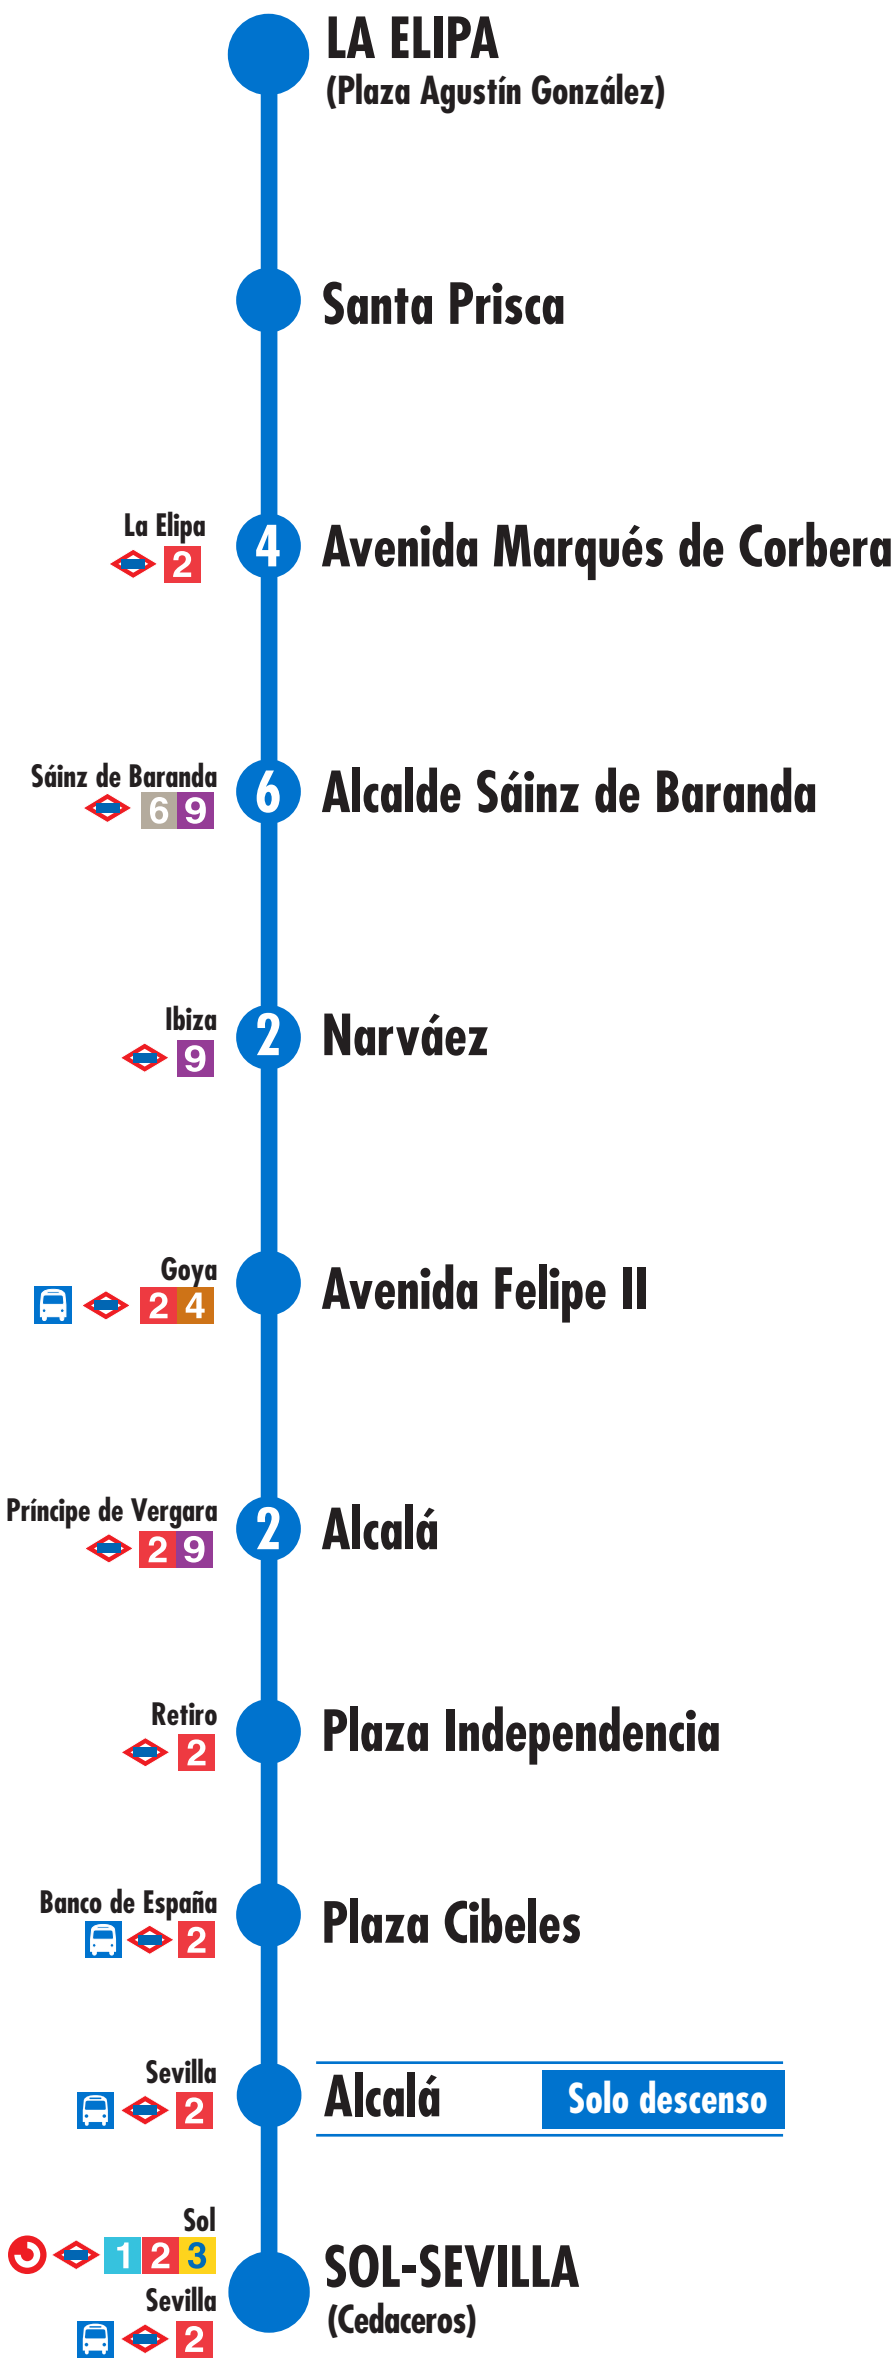 LA ELIPA
(Plaza Agustín González)
Santa Prisca
La Elipa
2
4
Avenida Marqués de Corbera
Sáinz de Baranda
6 9
6
Alcalde Sáinz de Baranda
Ibiza
9
2
Narváez
Goya
2 4
Avenida Felipe II
Príncipe de Vergara
2 9
2
Alcalá
Retiro
2
Plaza Independencia
Banco de España
2
Plaza Cibeles
Sevilla
2
Alcalá
Solo descenso
Sol
1 2 3
Sevilla
2
SOL-SEVILLA
(Cedaceros)